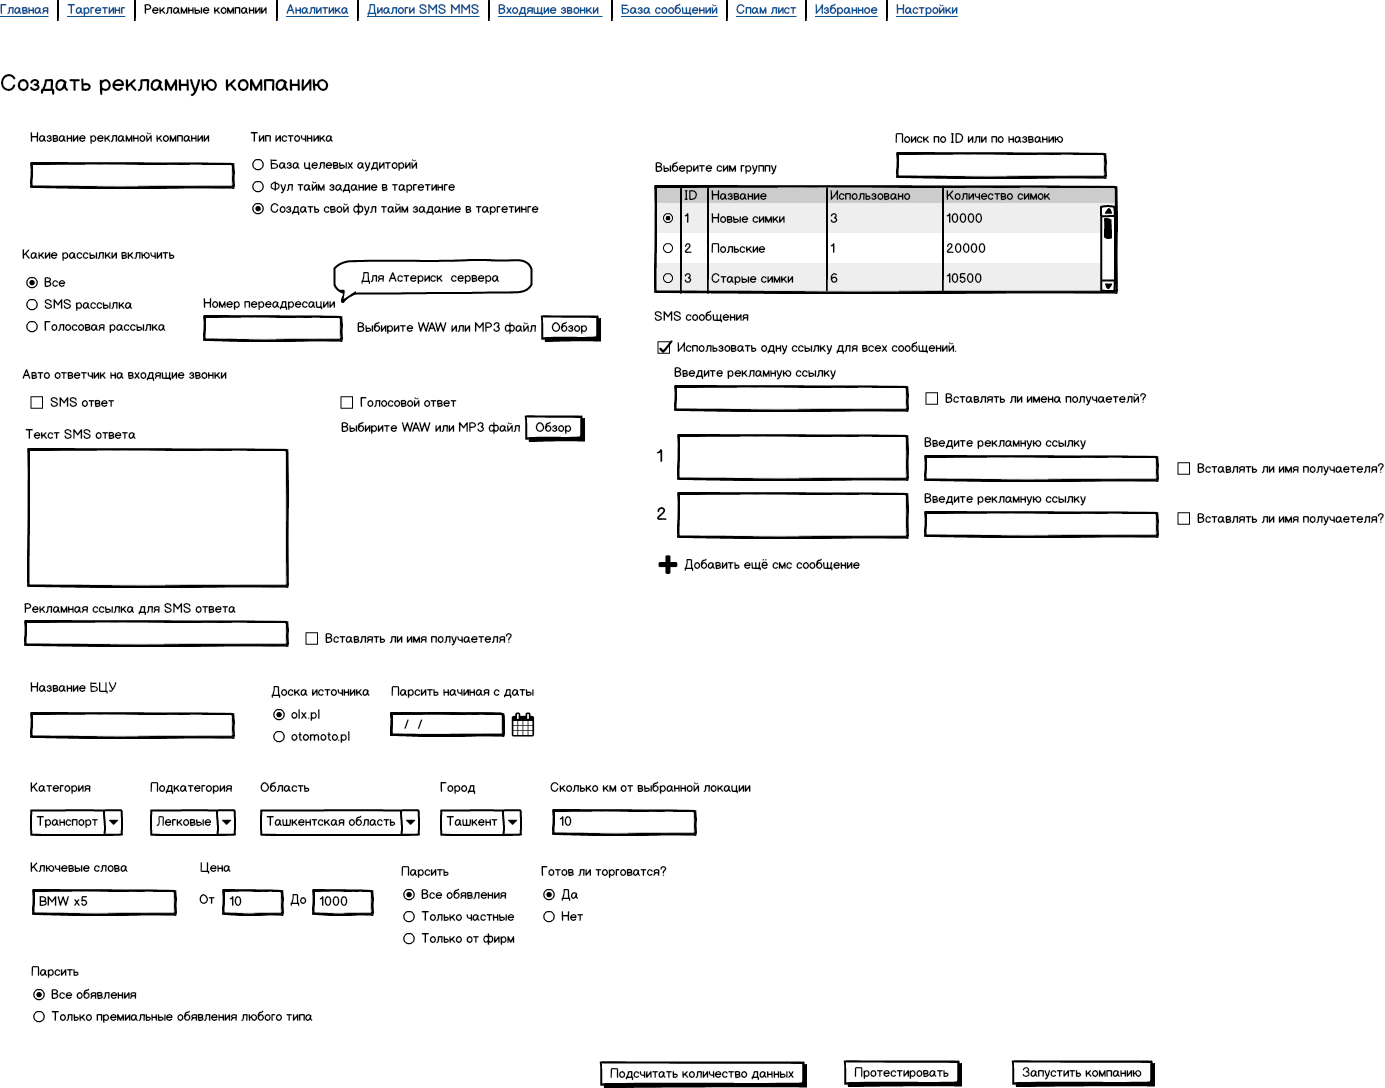 Главная Таргетинг Рекламные компании Аналитика Диалоги SMS MMS Входящие звонки База сообщений Спам лист Избранное Настройки
Создать рекламную компанию
Название рекламной компании
Тип источника
База целевых аудиторий
Фул тайм задание в таргетинге
Создать свой фул тайм задание в таргетинге
Какие рассылки включить
Все
SMS рассылка
Голосовая рассылка
Для Астериск сервера
Номер переадресации
Выбирите WAW или MP3 файл Обзор
Авто ответчик на входящие звонки
SMS ответ
Голосовой ответ
Выбирите WAW или MP3 файл Обзор
Текст SMS ответа
Рекламная ссылка для SMS ответа
Вставлять ли имя получаетеля?
Поиск по ID или по названию
Выберите сим группу
ID Название Использовано Количество симок
1 Новые симки 3 10000
2 Польские 1 20000
3 Старые симки 6 10500
SMS сообщения
Использовать одну ссылку для всех сообщений.
Введите рекламную ссылку
Вставлять ли имена получаетелй?
1
Введите рекламную ссылку
Вставлять ли имя получаетеля?
2
Введите рекламную ссылку
Вставлять ли имя получаетеля?
Добавить ещё смс сообщение
Название БЦУ
Доска источника
olx.pl
otomoto.pl
Парсить начиная с даты
/ /
Категория Подкатегория Область Город Сколько км от выбранной локации
Транспорт Легковые Ташкентская область Ташкент 10
Ключевые слова
BMW x5
Цена
От 10 До 1000
Парсить
Все обявления
Только частные
Только от фирм
Готов ли торговатся?
Да
Нет
Парсить
Все обявления
Только премиальные обявления любого типа
Подсчитать количество данных Протестировать Запустить компанию